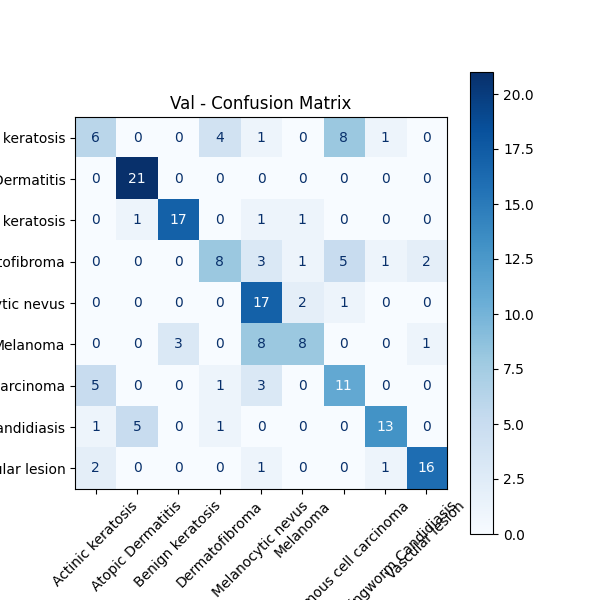 Val - Confusion Matrix
keratosis 6 0 0 4 1 0 8 1 0
Dermatitis 0 21 0 0 0 0 0 0 0
keratosis 0 1 17 0 1 1 0 0 0
tofibroma 0 0 0 8 3 1 5 1 2
ytic nevus 0 0 0 0 17 2 1 0 0
Melanoma 0 0 3 0 8 8 0 0 1
arcinoma 5 0 0 1 3 0 11 0 0
andidiasis 1 5 0 1 0 0 0 13 0
ular lesion 2 0 0 0 1 0 0 1 16
Actinic keratosis
Atopic Dermatitis
Benign keratosis
Dermatofibroma
Melanocytic nevus
Melanoma
mous cell carcinoma
ngworm Candidiasis
Vascular lesion
20.0
17.5
15.0
12.5
10.0
7.5
5.0
2.5
0.0